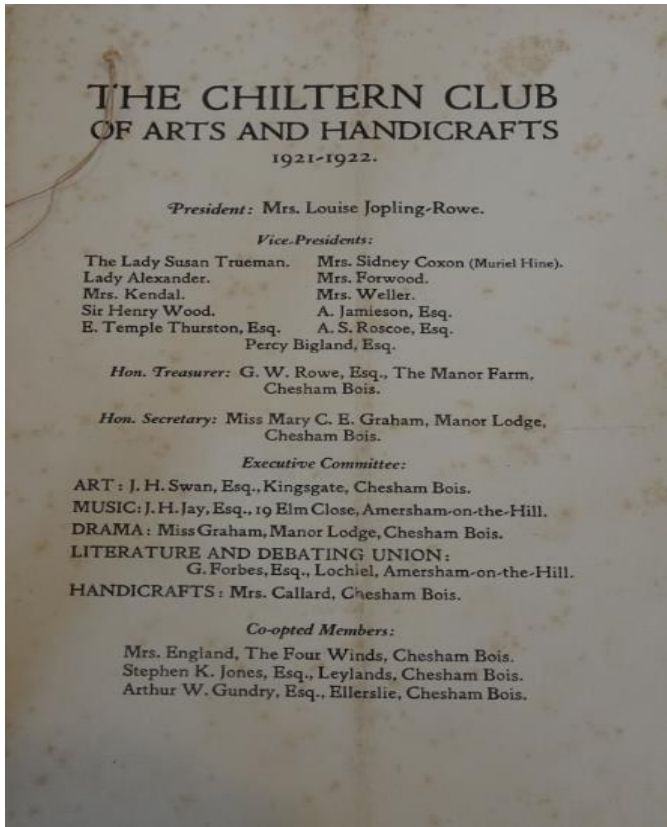 THE CHILTERN CLUB
OF ARTS AND HANDICRAFTS
1921-1922.
President: Mrs. Louise Jopling-Rowe.
Vice-Presidents:
The Lady Susan Trueman. Mrs. Sidney Coxon (Muriel Hine).
Lady Alexander. Mrs. Forwood.
Mrs. Kendal. Mrs. Weller.
Sir Henry Wood. A. Jamieson, Esq.
E. Temple Thurston, Esq. A. S. Roscoe, Esq.
Percy Bigland, Esq.
Hon. Treasurer: G. W. Rowe, Esq., The Manor Farm,
Chesham Bois.
Hon. Secretary: Miss Mary C. E. Graham, Manor Lodge,
Chesham Bois.
Executive Committee:
ART: J. H. Swan, Esq., Kingsgate, Chesham Bois.
MUSIC: J. H. Jay, Esq., 19 Elm Close, Amersham-on-the-Hill.
DRAMA: Miss Graham, Manor Lodge, Chesham Bois.
LITERATURE AND DEBATING UNION:
G. Forbes, Esq., Lochiel, Amersham-on-the-Hill.
HANDICRAFTS: Mrs. Callard, Chesham Bois.
Co-opted Members:
Mrs. England, The Four Winds, Chesham Bois.
Stephen K. Jones, Esq., Leylands, Chesham Bois.
Arthur W. Gundry, Esq., Ellerslie, Chesham Bois.